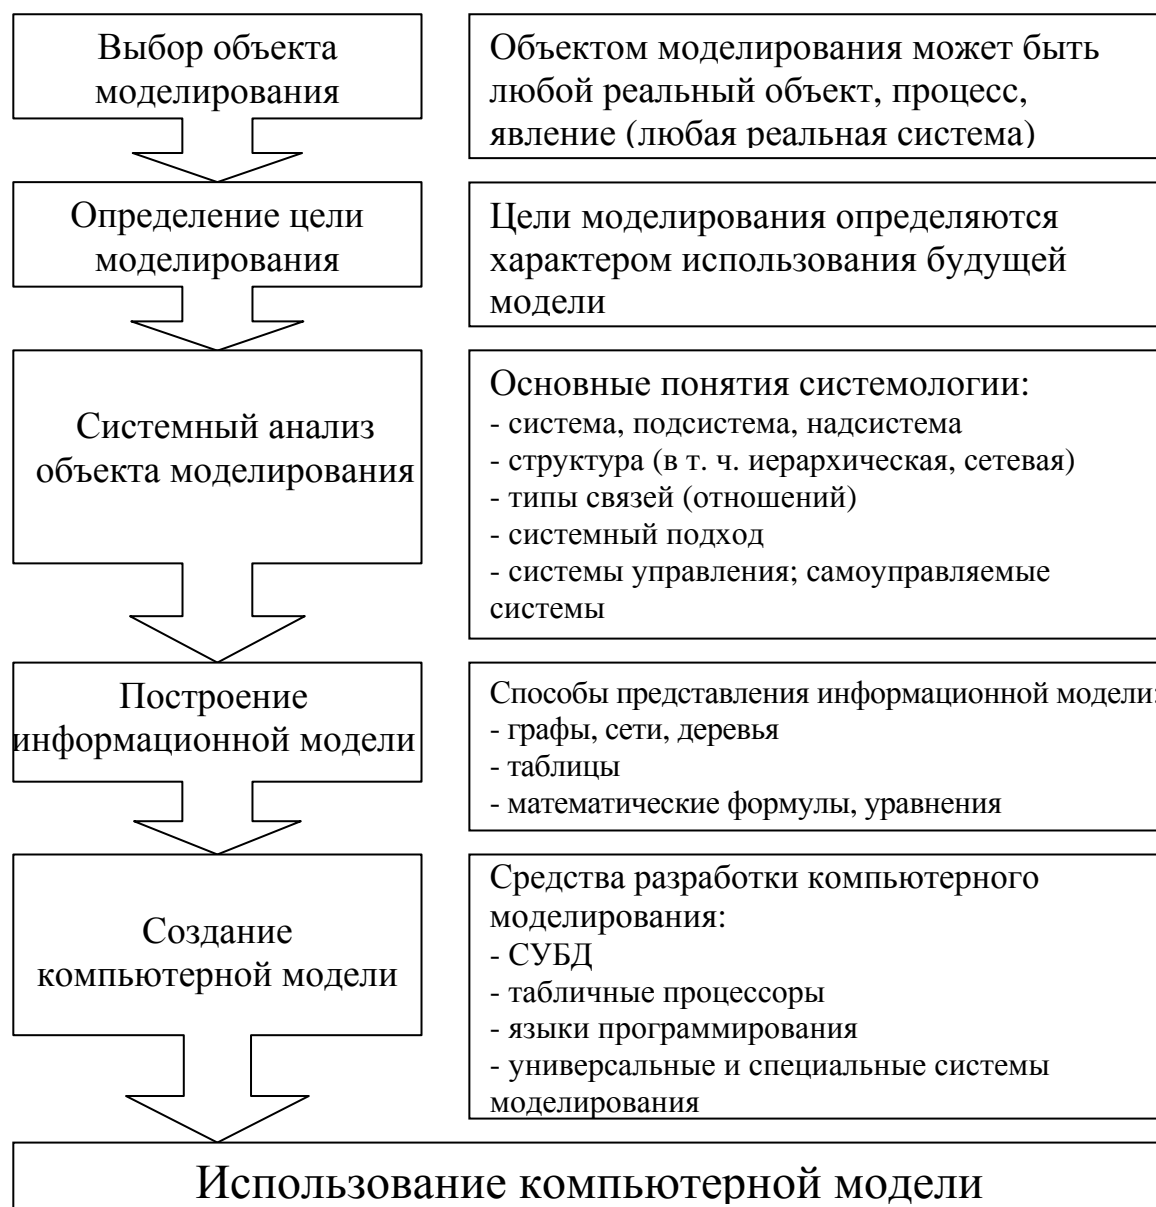 Выбор объекта
моделирования
Объектом моделирования может быть
любой реальный объект, процесс,
явление (любая реальная система)
Определение цели
моделирования
Цели моделирования определяются
характером использования будущей
модели
Системный анализ
объекта моделирования
Основные понятия системологии:
- система, подсистема, надсистема
- структура (в т. ч. иерархическая, сетевая)
- типы связей (отношений)
- системный подход
- системы управления; самоуправляемые
системы
Построение
информационной модели
Способы представления информационной модели:
- графы, сети, деревья
- таблицы
- математические формулы, уравнения
Создание
компьютерной модели
Средства разработки компьютерного
моделирования:
- СУБД
- табличные процессоры
- языки программирования
- универсальные и специальные системы
моделирования
Использование компьютерной модели